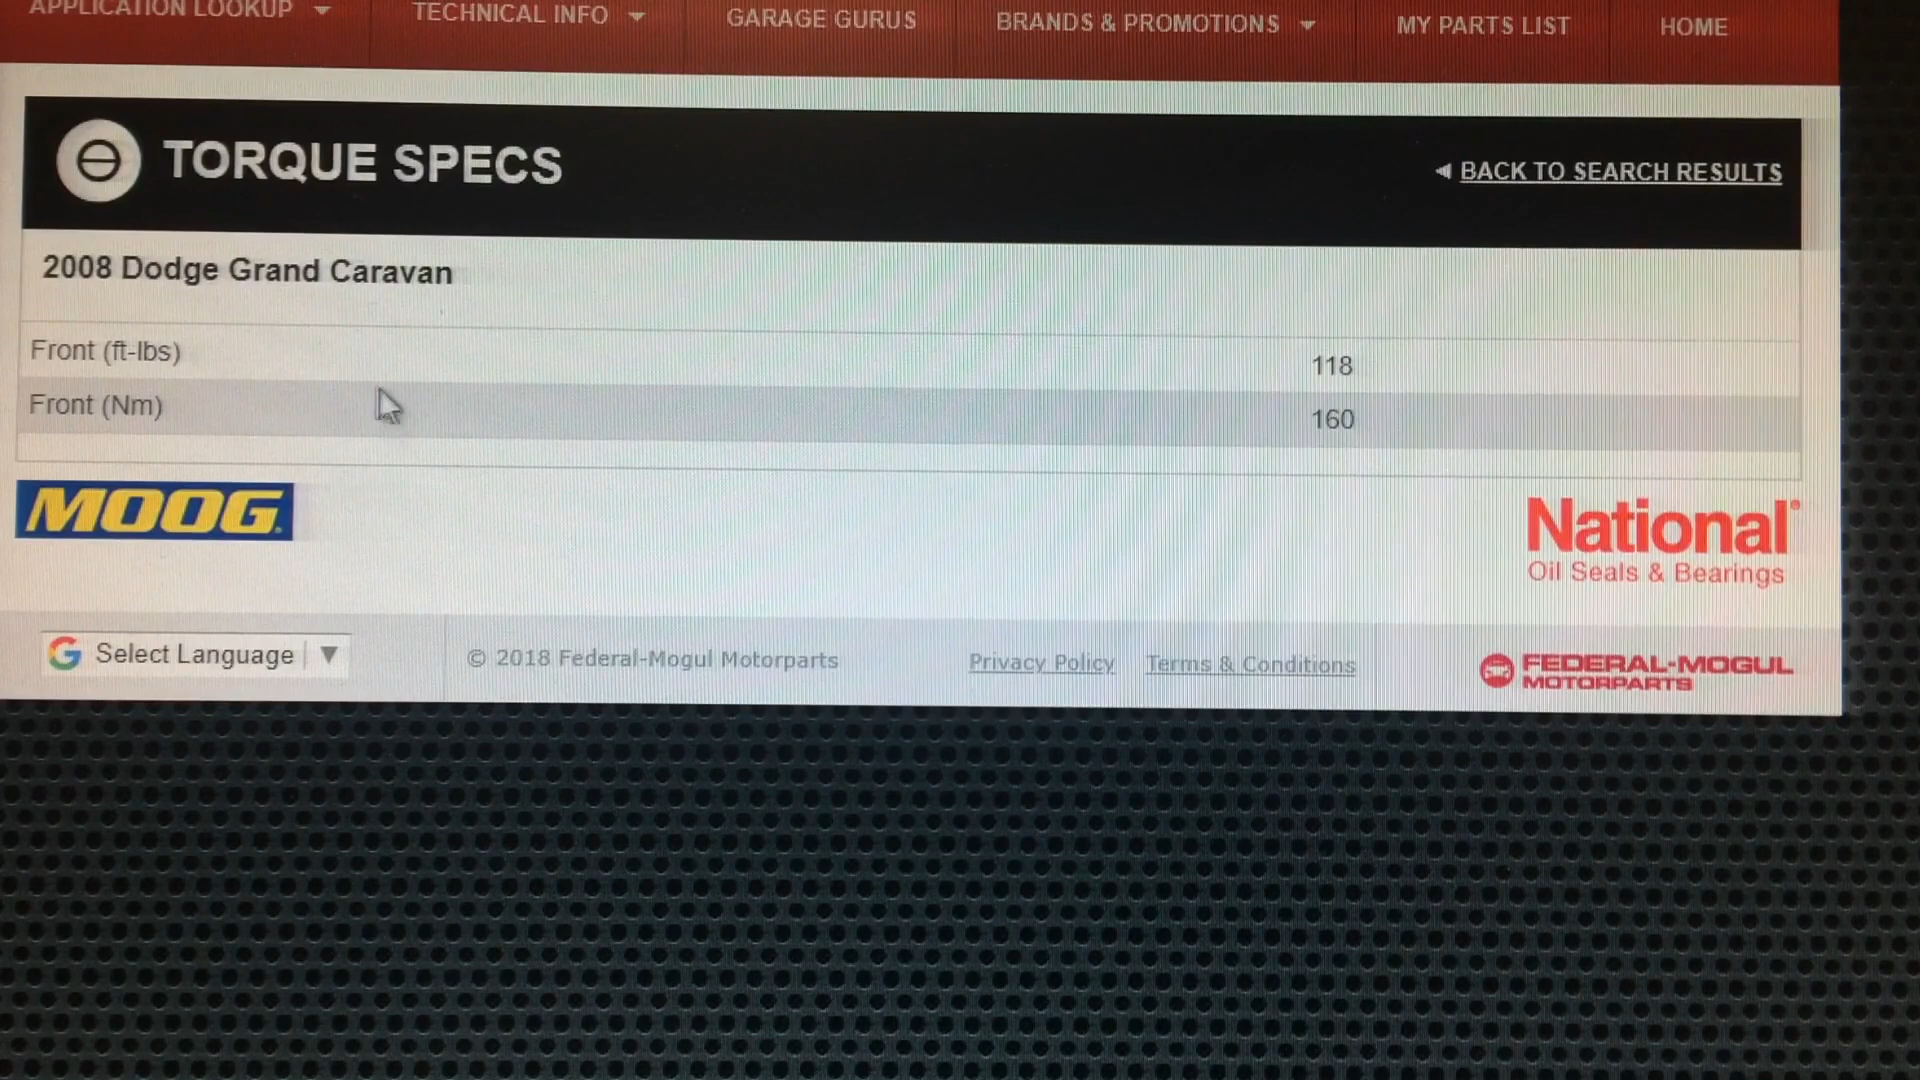 APPLICATION LOOKUP
TECHNICAL INFO
GARAGE GURUS
BRANDS & PROMOTIONS
MY PARTS LIST
HOME
TORQUE SPECS
BACK TO SEARCH RESULTS
2008 Dodge Grand Caravan
Front (ft-lbs) 118
Front (Nm) 160
MOOG
National®
Oil Seals & Bearings
G Select Language
© 2018 Federal-Mogul Motorparts
Privacy Policy
Terms & Conditions
FEDERAL-MOGUL
MOTORPARTS